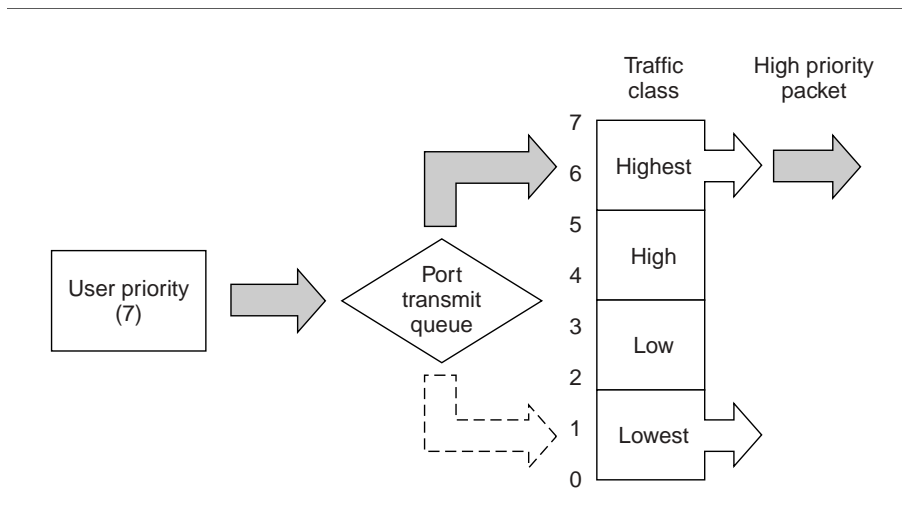 Traffic
class
High priority
packet
7
Highest
6
5
High
4
User priority
(7)
Port
transmit
queue
3
Low
2
1
Lowest
0